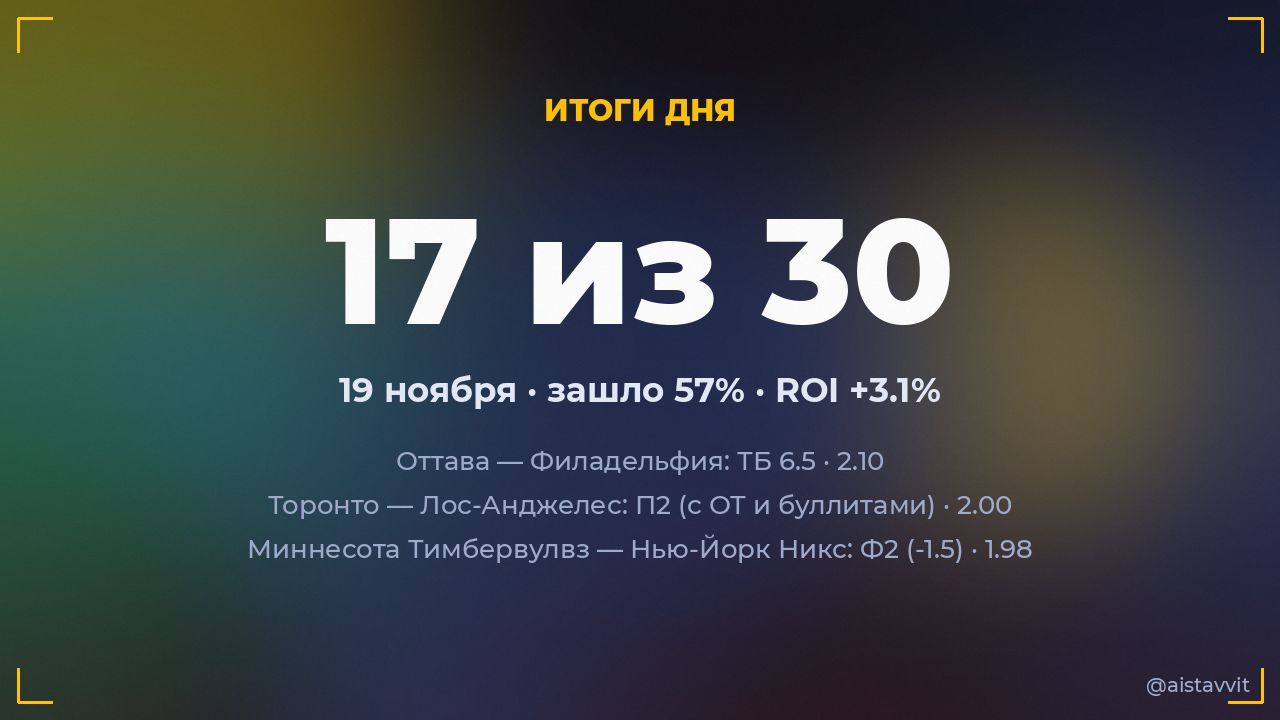 ИТОГИ ДНЯ
17 из 30
19 ноября · зашло 57% · ROI +3.1%
Оттава — Филадельфия: ТБ 6.5 · 2.10
Торонто — Лос-Анджелес: П2 (с ОТ и буллитами) · 2.00
Миннесота Тимбервулвз — Нью-Йорк Никс: Ф2 (-1.5) · 1.98
@aistavvit